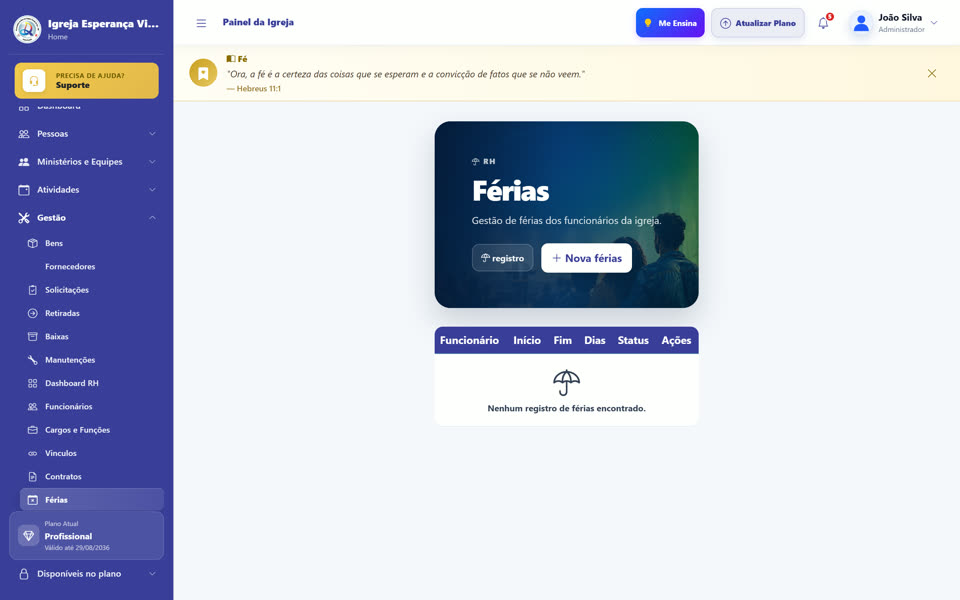 Igreja Esperança Vi...
Home
PRECISA DE AJUDA?
Suporte
Dashboard
Pessoas
Ministérios e Equipes
Atividades
Gestão
Bens
Fornecedores
Solicitações
Retiradas
Baixas
Manutenções
Dashboard RH
Funcionários
Cargos e Funções
Vínculos
Contratos
Férias
Plano Atual
Profissional
Válido até 29/08/2036
Disponíveis no plano
Painel da Igreja
Me Ensina
Atualizar Plano
João Silva
Administrador
Fé
"Ora, a fé é a certeza das coisas que se esperam e a convicção de fatos que se não veem."
— Hebreus 11:1
RH
Férias
Gestão de férias dos funcionários da igreja.
registro
+ Nova férias
Funcionário Início Fim Dias Status Ações
Nenhum registro de férias encontrado.